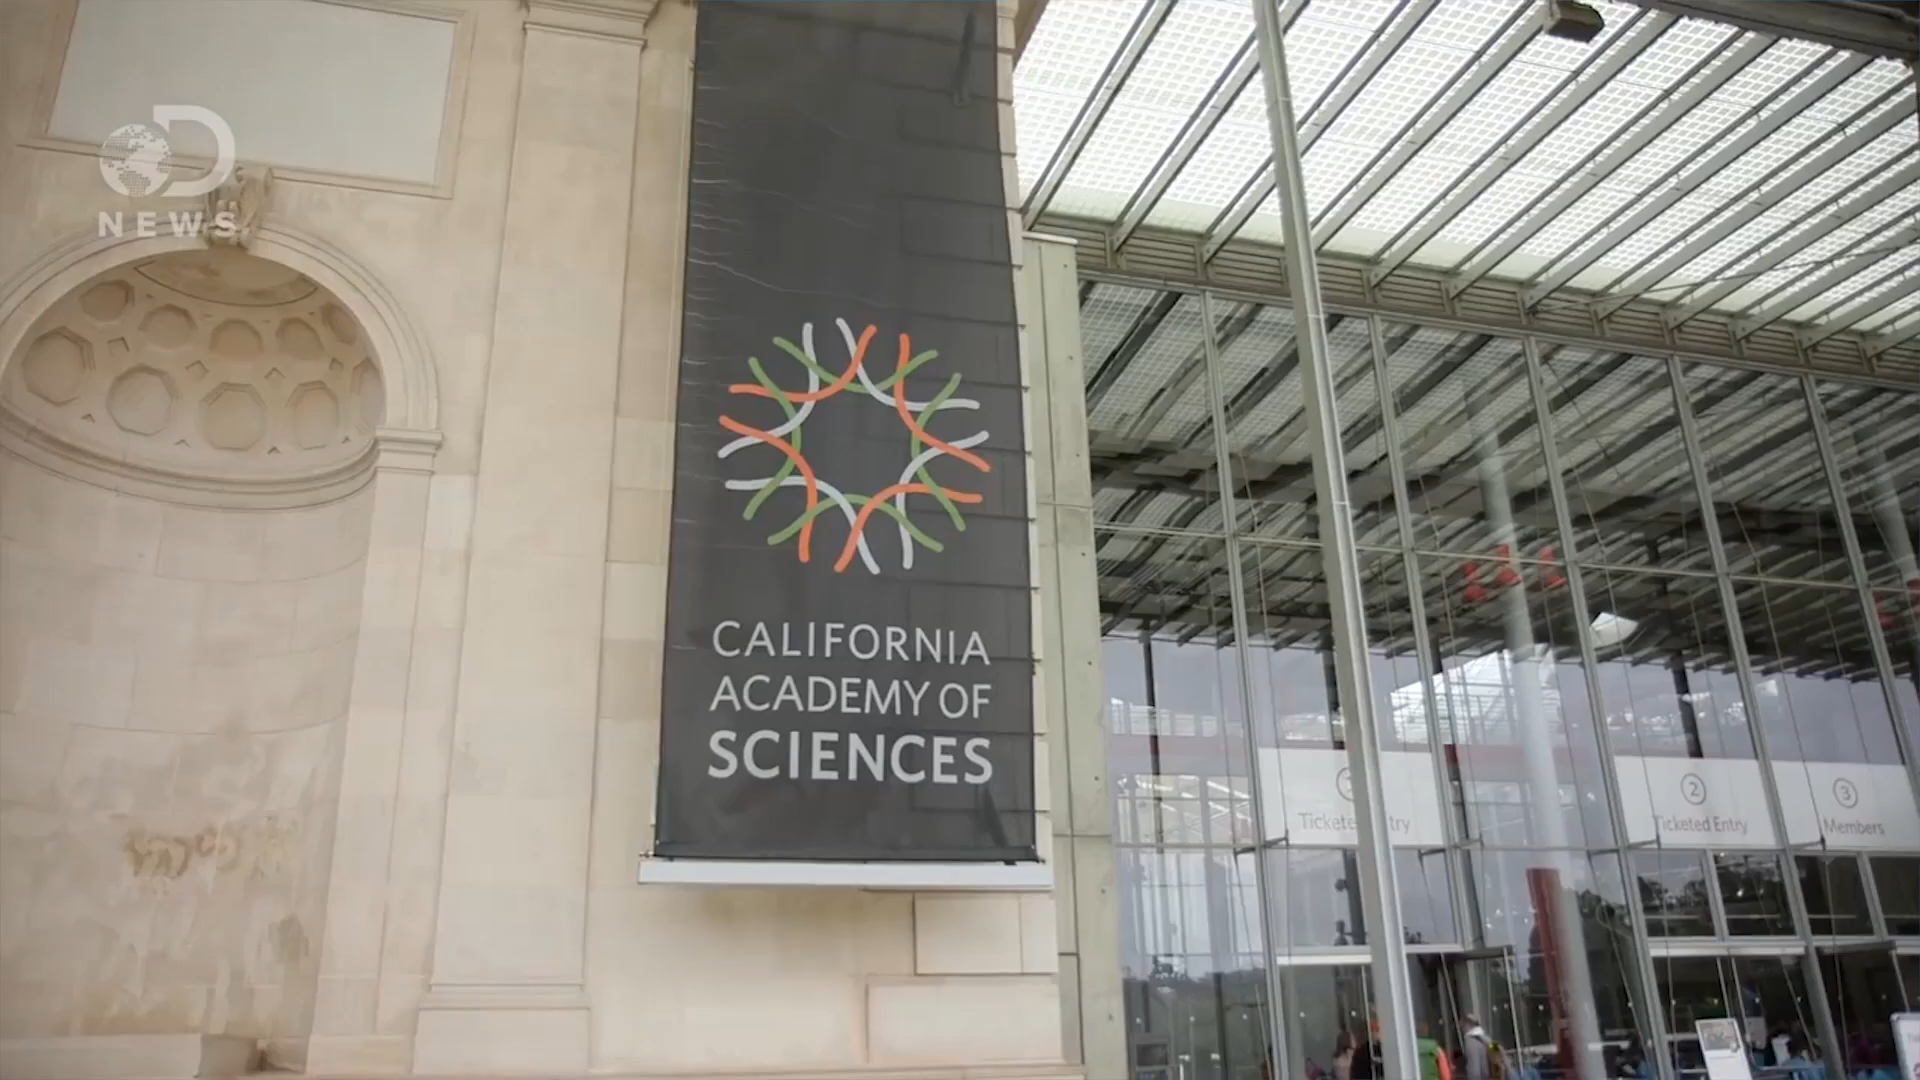 D
NEWS
CALIFORNIA
ACADEMY OF
SCIENCES
1
Ticketed Entry
2
Ticketed Entry
3
Members